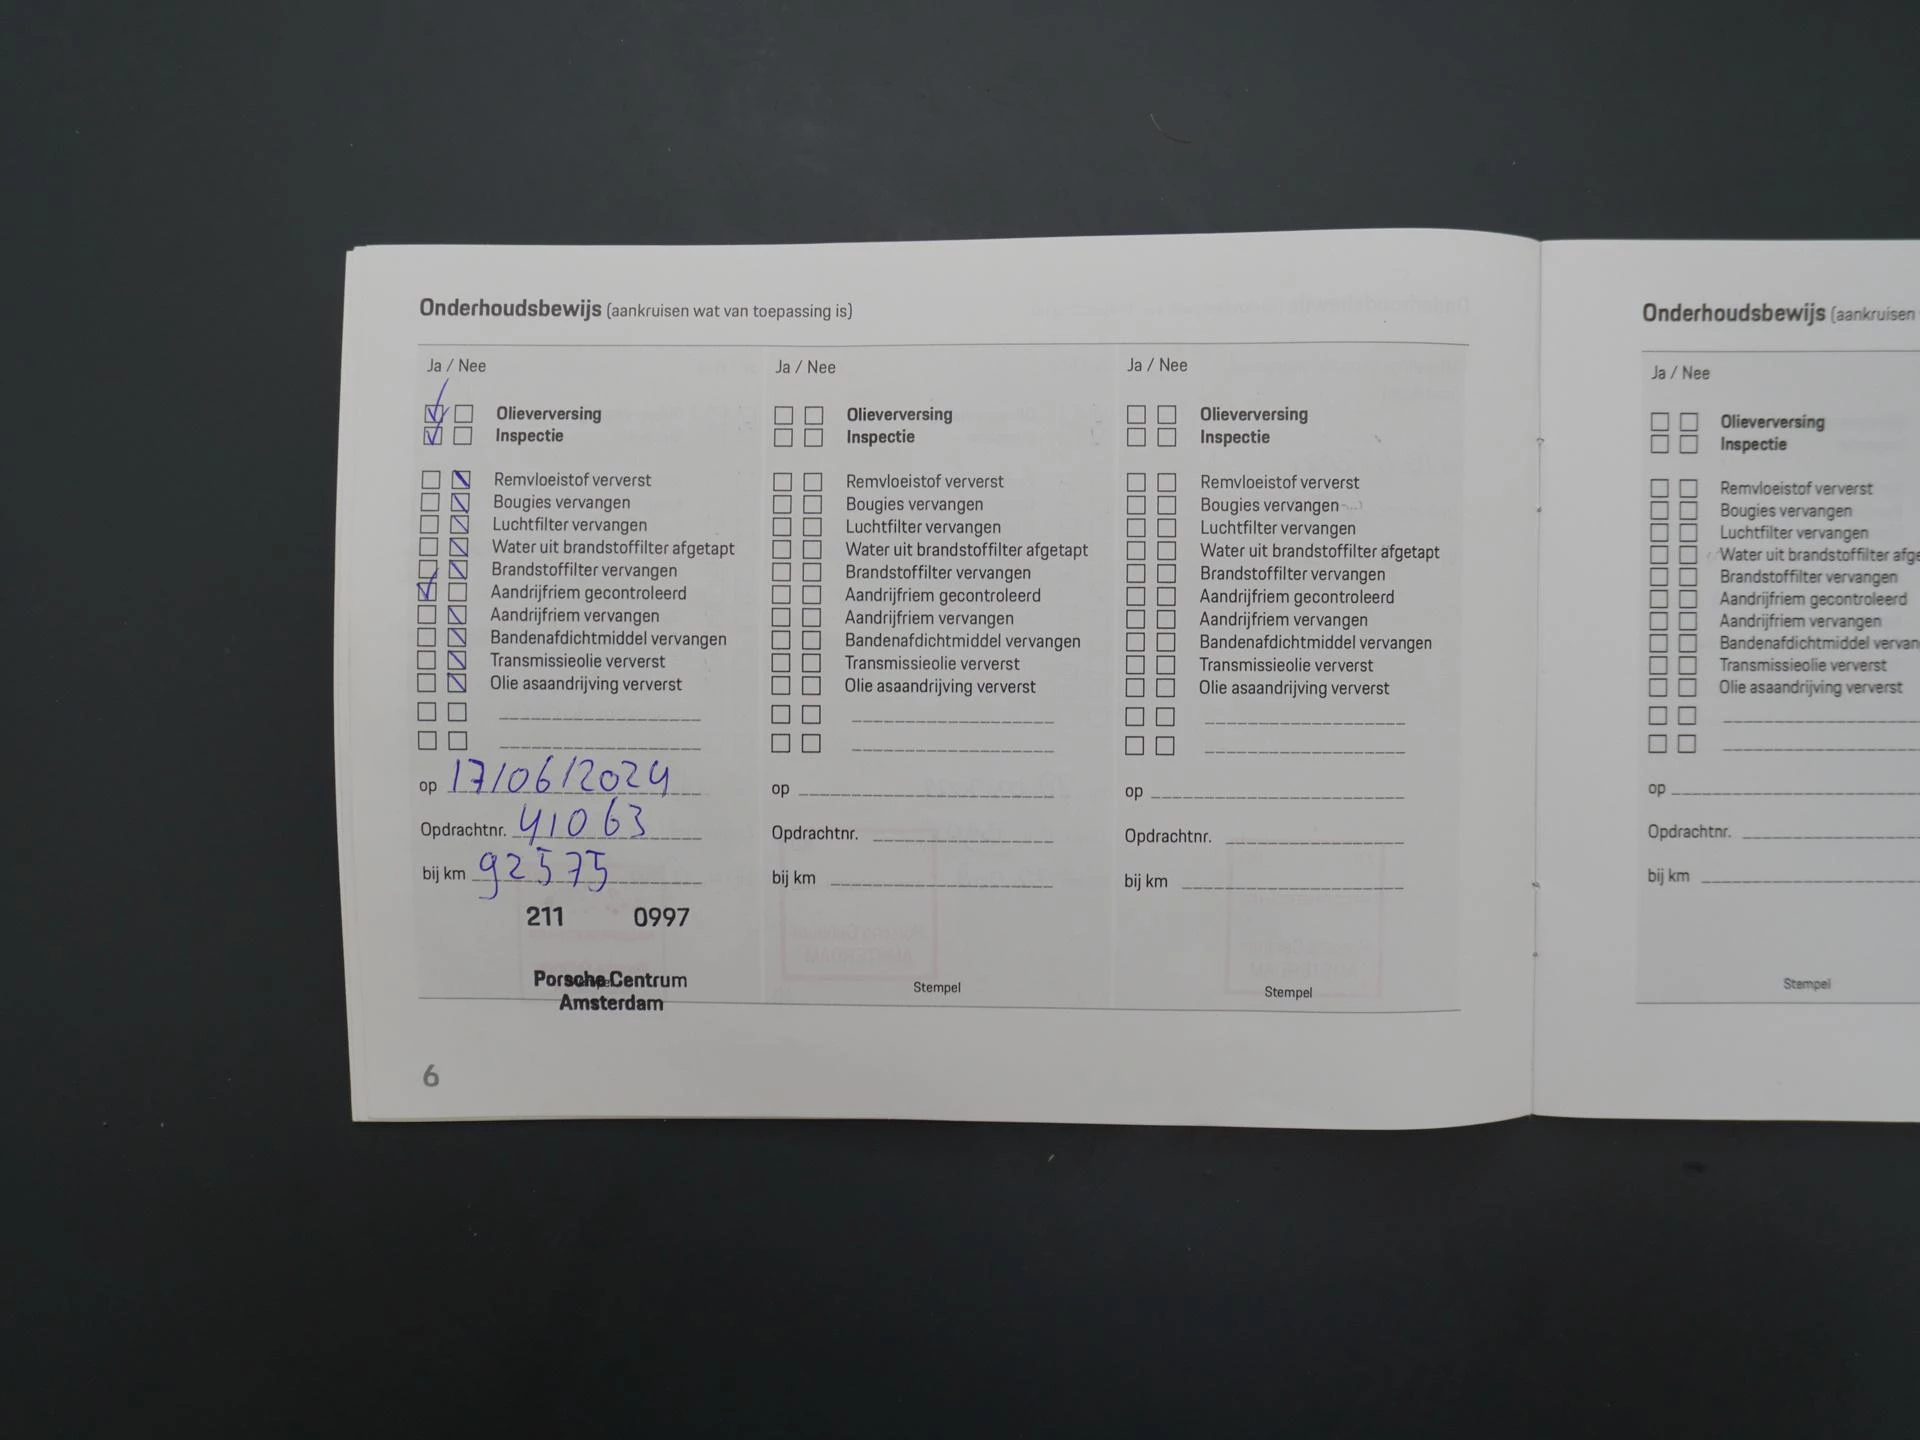 Onderhoudsbewijs (aankruisen wat van toepassing is)
Ja / Nee
Olieverversing
Inspectie
Remvloeistof ververst
Bougies vervangen
Luchtfilter vervangen
Water uit brandstoffilter afgetapt
Brandstoffilter vervangen
Aandrijfriem gecontroleerd
Aandrijfriem vervangen
Bandenafdichtmiddel vervangen
Transmissieolie ververst
Olie asaandrijving ververst
op 17/06/2024
Opdrachtnr. 41063
bij km 92575
211 0997
Porsche Centrum
Amsterdam
Ja / Nee
Olieverversing
Inspectie
Remvloeistof ververst
Bougies vervangen
Luchtfilter vervangen
Water uit brandstoffilter afgetapt
Brandstoffilter vervangen
Aandrijfriem gecontroleerd
Aandrijfriem vervangen
Bandenafdichtmiddel vervangen
Transmissieolie ververst
Olie asaandrijving ververst
op
Opdrachtnr.
bij km
Stempel
Ja / Nee
Olieverversing
Inspectie
Remvloeistof ververst
Bougies vervangen
Luchtfilter vervangen
Water uit brandstoffilter afgetapt
Brandstoffilter vervangen
Aandrijfriem gecontroleerd
Aandrijfriem vervangen
Bandenafdichtmiddel vervangen
Transmissieolie ververst
Olie asaandrijving ververst
op
Opdrachtnr.
bij km
Stempel
6
Onderhoudsbewijs (aankruisen
Ja / Nee
Olieverversing
Inspectie
Remvloeistof ververst
Bougies vervangen
Luchtfilter vervangen
Water uit brandstoffilter afge
Brandstoffilter vervangen
Aandrijfriem gecontroleerd
Aandrijfriem vervangen
Bandenafdichtmiddel vervan
Transmissieolie ververst
Olie asaandrijving ververst
op
Opdrachtnr.
bij km
Stempel